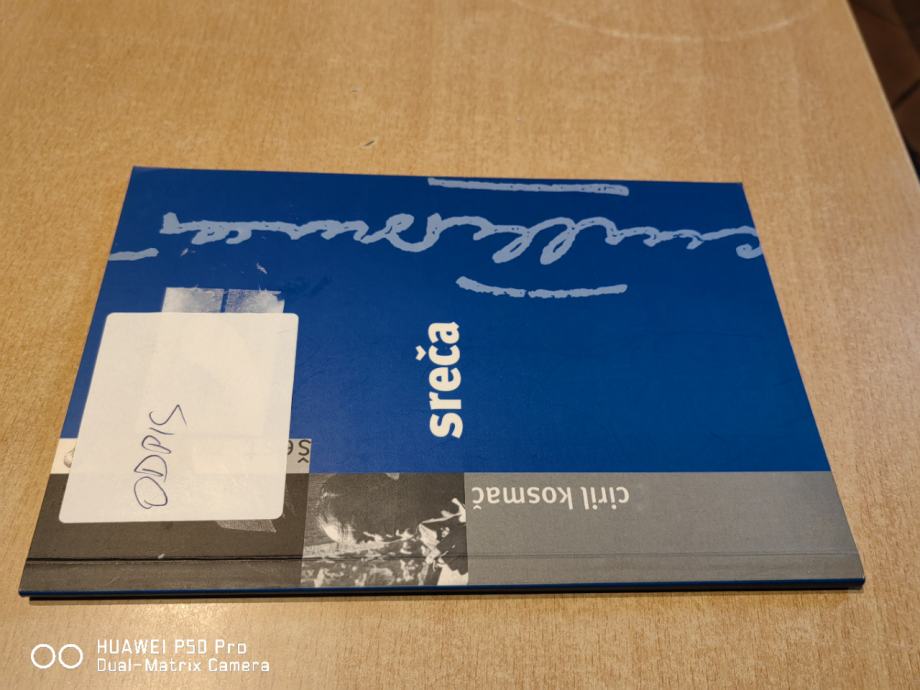 sreča
ciril kosmač
ODPIS
HUAWEI P50 Pro
Dual-Matrix Camera